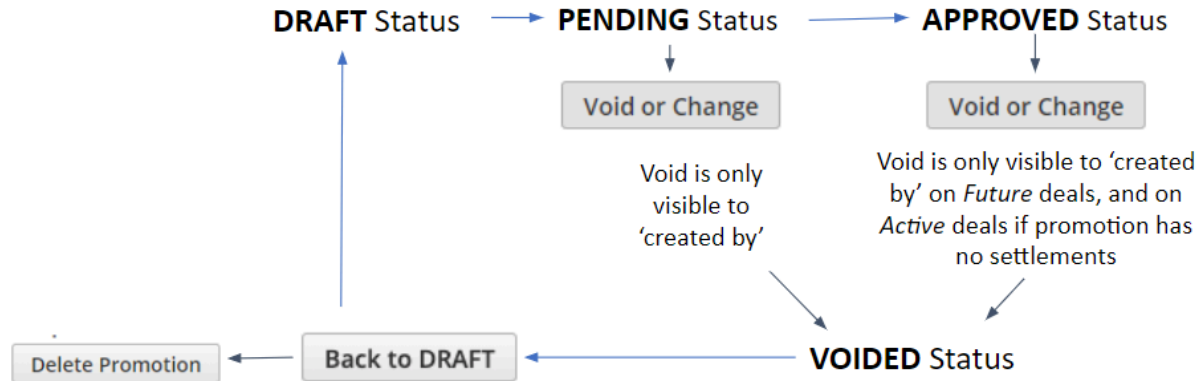 DRAFT Status
PENDING Status
APPROVED Status
Void or Change
Void or Change
Void is only
visible to
‘created by’
Void is only visible to ‘created
by’ on Future deals, and on
Active deals if promotion has
no settlements
Delete Promotion
Back to DRAFT
VOIDED Status